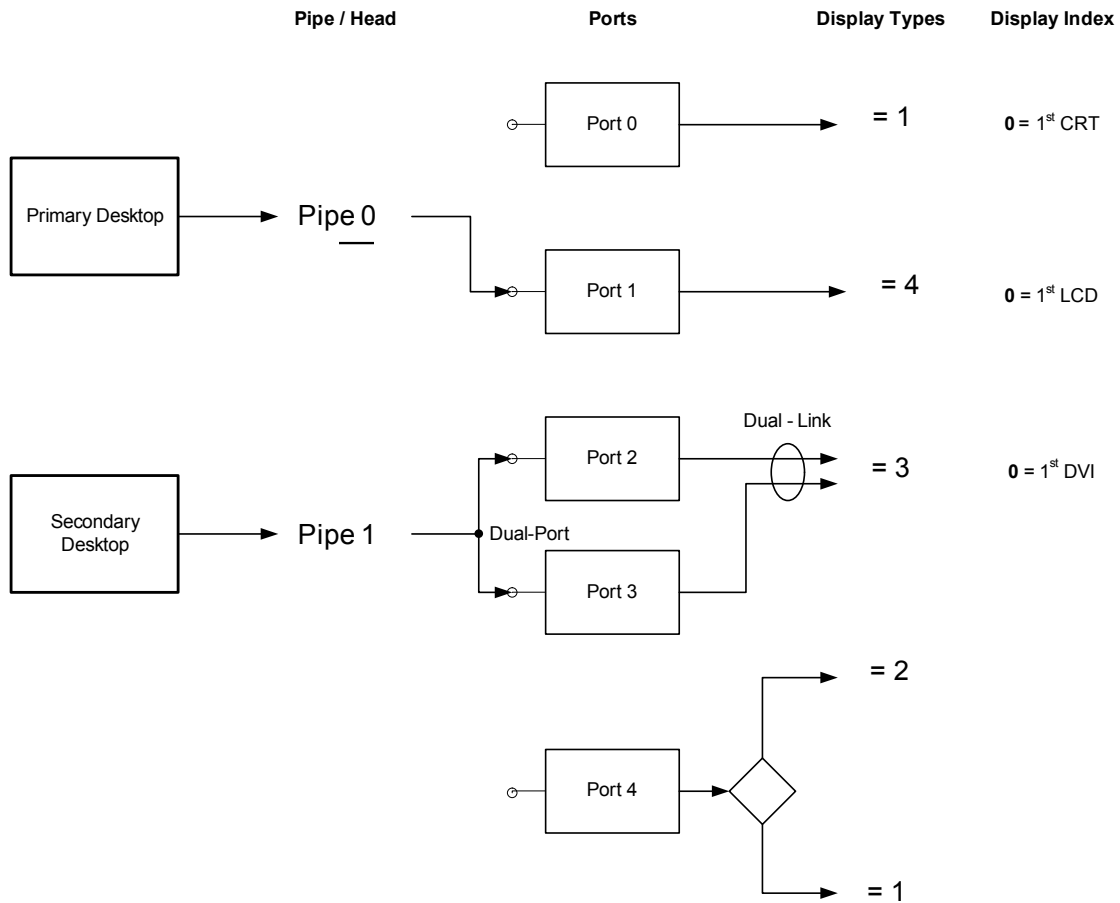 Pipe / Head Ports Display Types Display Index
Port 0 = 1 0 = 1st CRT
Primary Desktop Pipe 0
Port 1 = 4 0 = 1st LCD
Dual - Link
Port 2 = 3 0 = 1st DVI
Secondary
Desktop
Pipe 1 Dual-Port
Port 3
= 2
Port 4
= 1